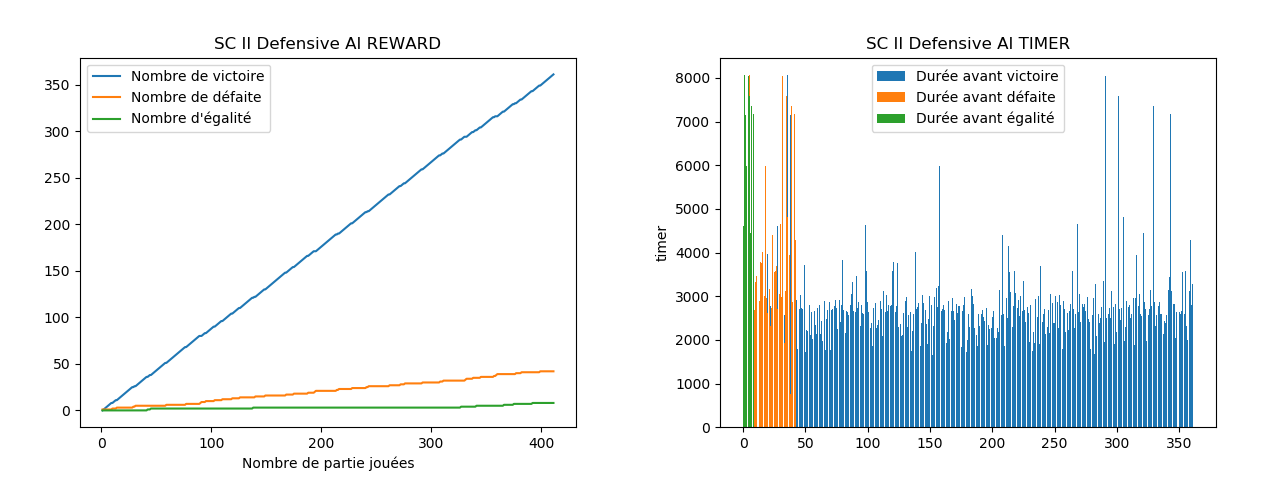 SC II Defensive AI REWARD
Nombre de victoire
Nombre de défaite
Nombre d'égalité
350
300
250
200
150
100
50
0
0 100 200 300 400
Nombre de partie jouées
SC II Defensive AI TIMER
Durée avant victoire
Durée avant défaite
Durée avant égalité
timer
8000
7000
6000
5000
4000
3000
2000
1000
0
0 50 100 150 200 250 300 350